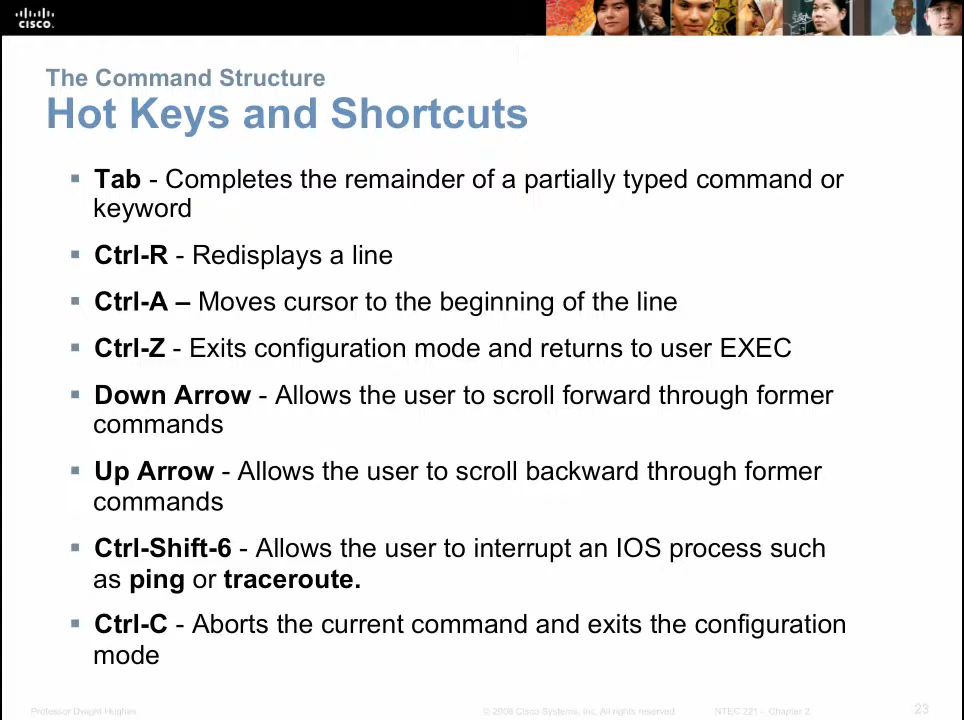 CISCO
The Command Structure
Hot Keys and Shortcuts
Tab - Completes the remainder of a partially typed command or
keyword
Ctrl-R - Redisplays a line
Ctrl-A – Moves cursor to the beginning of the line
Ctrl-Z - Exits configuration mode and returns to user EXEC
Down Arrow - Allows the user to scroll forward through former
commands
Up Arrow - Allows the user to scroll backward through former
commands
Ctrl-Shift-6 - Allows the user to interrupt an IOS process such
as ping or traceroute.
Ctrl-C - Aborts the current command and exits the configuration
mode
Professor Dwight Hughes © 2008 Cisco Systems, Inc. All rights reserved. NTEC 221 - Chapter 2 23